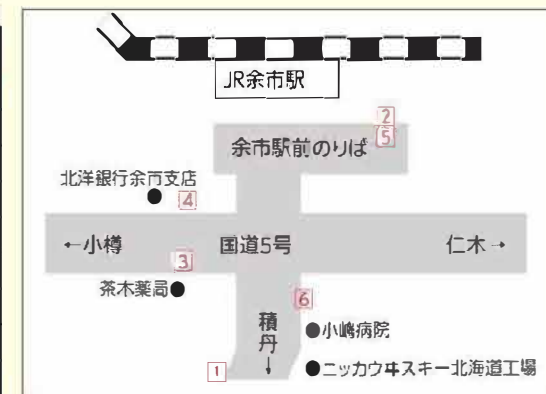 JR余市駅
2
余市駅前のりば
5
北洋銀行余市支店
4
←小樽
国道5号
仁木→
3
茶木薬局
6
積丹
↓
小嶋病院
1
ニッカウヰスキー北海道工場